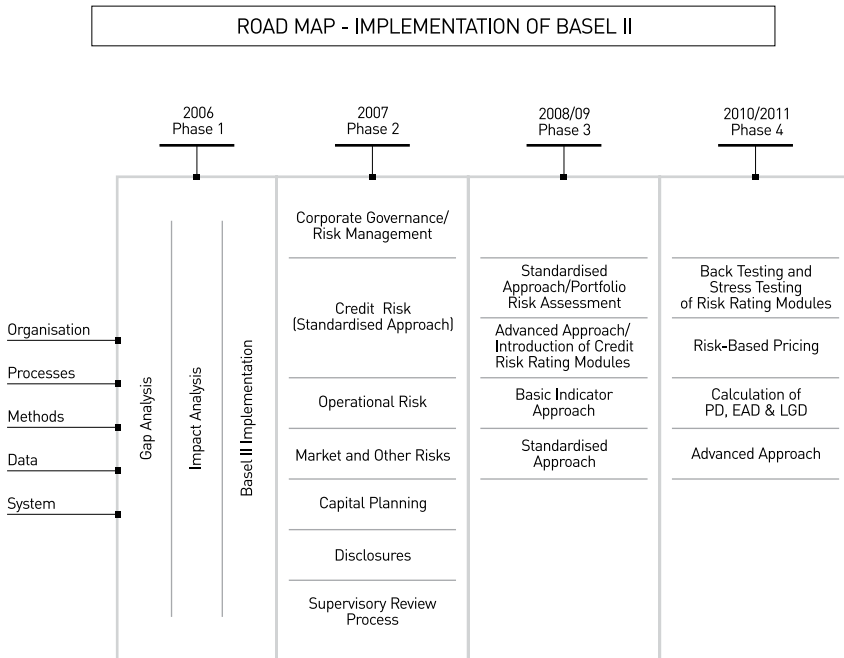 ROAD MAP - IMPLEMENTATION OF BASEL II
2006
Phase 1
2007
Phase 2
2008/09
Phase 3
2010/2011
Phase 4
Organisation
Processes
Methods
Data
System
Gap Analysis
Impact Analysis
Basel II Implementation
Corporate Governance/
Risk Management
Credit Risk
(Standardised Approach)
Operational Risk
Market and Other Risks
Capital Planning
Disclosures
Supervisory Review
Process
Standardised
Approach/Portfolio
Risk Assessment
Advanced Approach/
Introduction of Credit
Risk Rating Modules
Basic Indicator
Approach
Standardised
Approach
Back Testing and
Stress Testing
of Risk Rating Modules
Risk-Based Pricing
Calculation of
PD, EAD & LGD
Advanced Approach